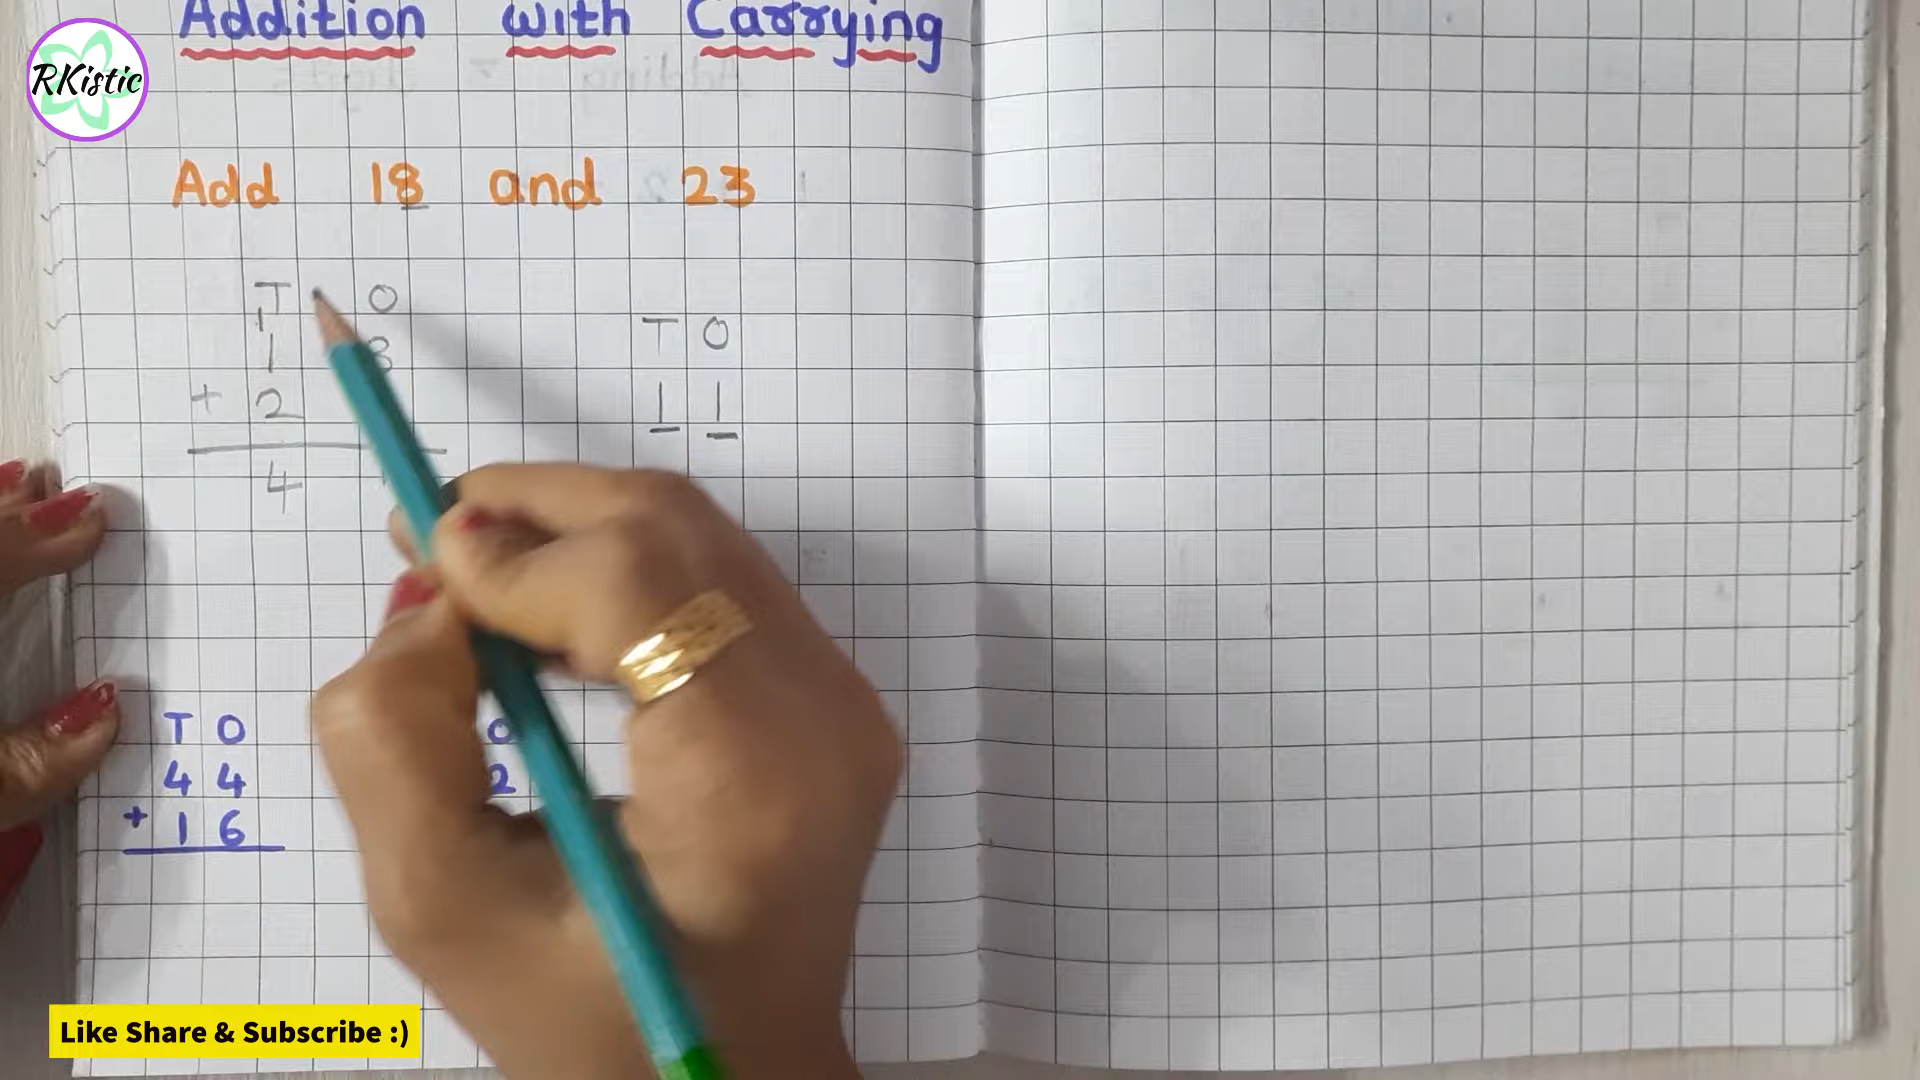 Addition with Carrying
RKistic
Add 18 and 23
T O
1
1 8
+ 2
4
T O
1 1
T O
4 4
+ 1 6
O
2
Like Share & Subscribe :)